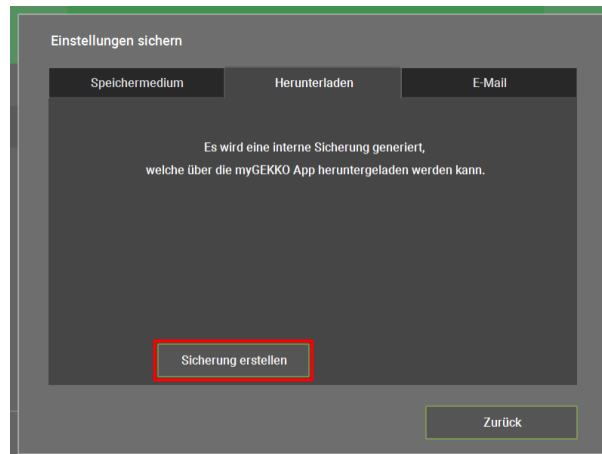 Einstellungen sichern
Speichermedium Herunterladen E-Mail
Es wird eine interne Sicherung generiert,
welche über die myGEKKO App heruntergeladen werden kann.
Sicherung erstellen
Zurück